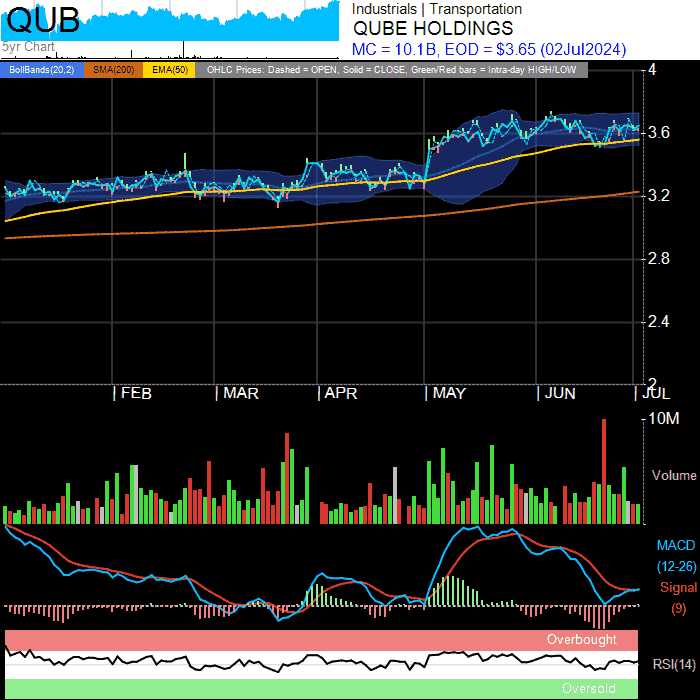 QUB
5yr Chart
Industrials | Transportation
QUBE HOLDINGS
MC = 10.1B, EOD = $3.65 (02Jul2024)
BollBands(20,2) SMA(200) EMA(50) OHLC Prices: Dashed = OPEN, Solid = CLOSE, Green/Red bars = Intra-day HIGH/LOW
4
3.6
3.2
2.8
2.4
2
FEB MAR APR MAY JUN JUL
10M
Volume
MACD
(12-26)
Signal
(9)
Overbought
RSI(14)
Oversold